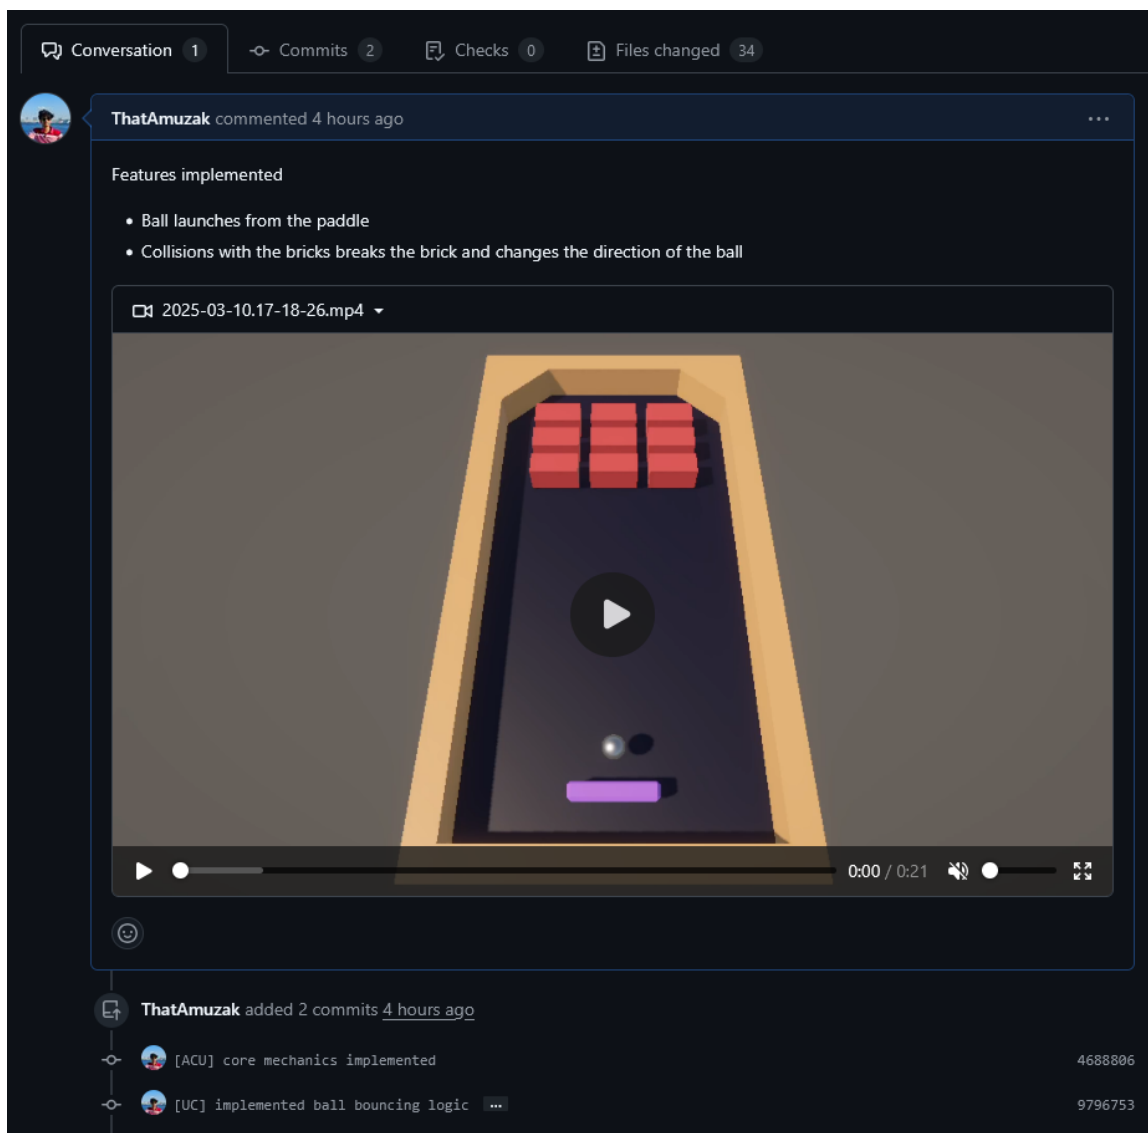 Conversation 1 Commits 2 Checks 0 Files changed 34
ThatAmuzak commented 4 hours ago
Features implemented
Ball launches from the paddle
Collisions with the bricks breaks the brick and changes the direction of the ball
2025-03-10.17-18-26.mp4
0:00 / 0:21
ThatAmuzak added 2 commits 4 hours ago
[ACU] core mechanics implemented 4688806
[UC] implemented ball bouncing logic ... 9796753